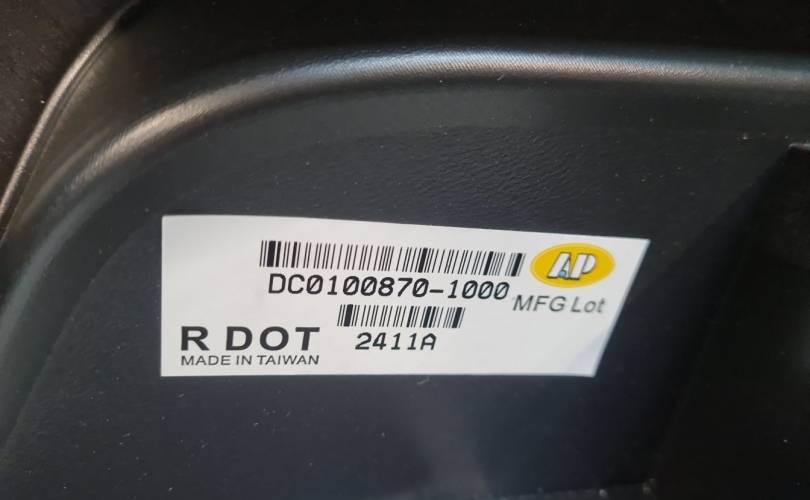 AP
DC0100870-1000
MFG Lot
R DOT
2411A
MADE IN TAIWAN